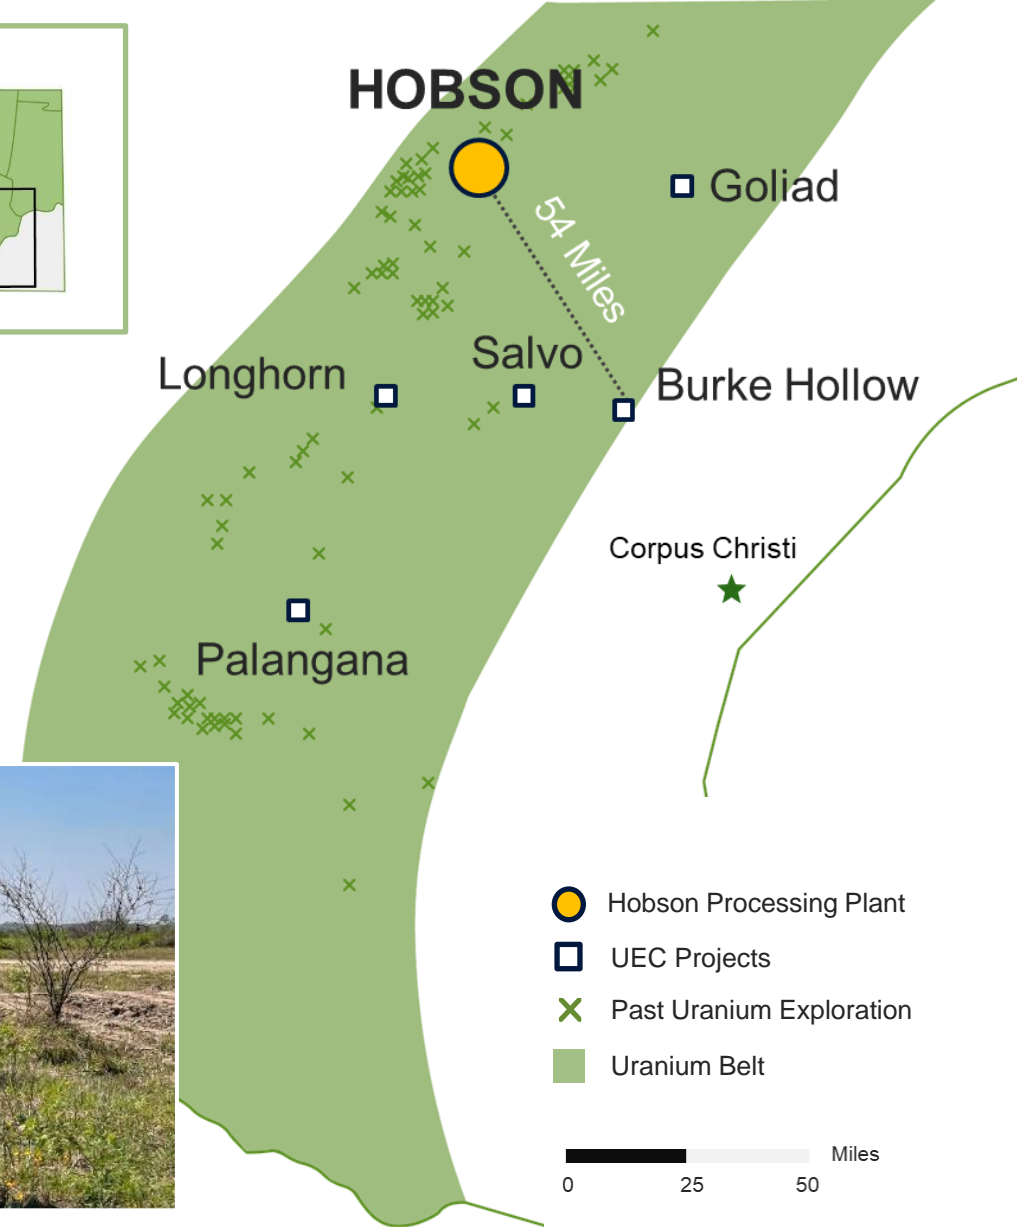 HOBSON
Goliad
54 Miles
Salvo
Longhorn
Burke Hollow
Corpus Christi
Palangana
Hobson Processing Plant
UEC Projects
Past Uranium Exploration
Uranium Belt
Miles
0 25 50